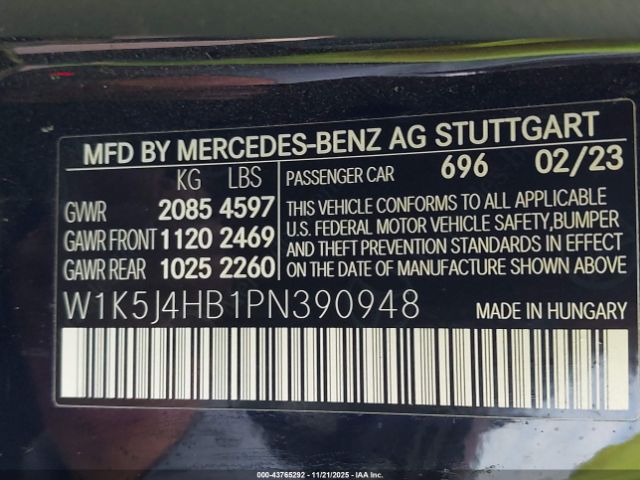 MFD BY MERCEDES-BENZ AG STUTTGART
KG LBS
GVWR 2085 4597
GAWR FRONT 1120 2469
GAWR REAR 1025 2260
PASSENGER CAR 696 02/23
THIS VEHICLE CONFORMS TO ALL APPLICABLE
U.S. FEDERAL MOTOR VEHICLE SAFETY,BUMPER
AND THEFT PREVENTION STANDARDS IN EFFECT
ON THE DATE OF MANUFACTURE SHOWN ABOVE
W1K5J4HB1PN390948
MADE IN HUNGARY
000-43765292 - 11/21/2025 - IAA Inc.